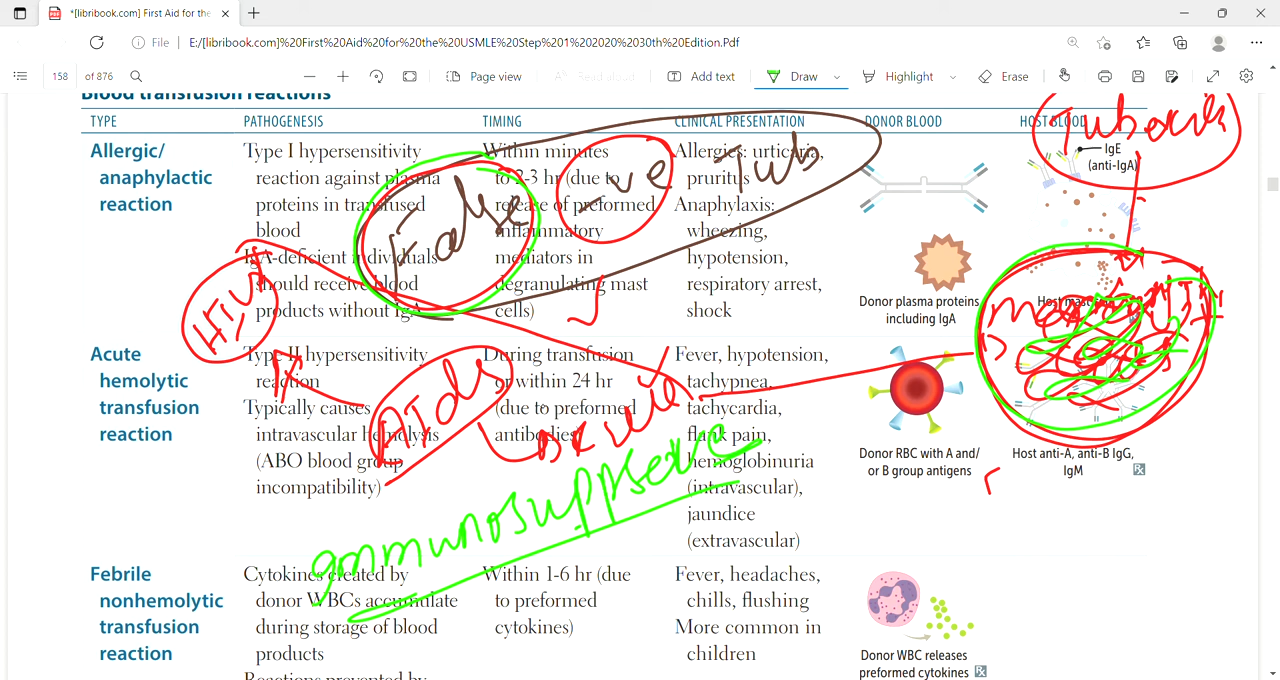 *[libribook.com] First Aid for the
File
E:/[libribook.com]%20First%20Aid%20for%20the%20USMLE%20Step%201%202020%2030th%20Edition.Pdf
158 of 876
Page view
Read aloud
Add text
Draw
Highlight
Erase
Blood transfusion reactions
TYPE PATHOGENESIS TIMING CLINICAL PRESENTATION DONOR BLOOD HOST BLOOD
Allergic/
anaphylactic
reaction
Type I hypersensitivity
reaction against plasma
proteins in transfused
blood
IgA-deficient individuals
should receive blood
products without IgA
Within minutes
to 2-3 hr (due to
release of preformed
inflammatory
mediators in
degranulating mast
cells)
Allergies: urticaria,
pruritus
Anaphylaxis:
wheezing,
hypotension,
respiratory arrest,
shock
Donor plasma proteins
including IgA
IgE
(anti-IgA)
Host mast
Acute
hemolytic
transfusion
reaction
Type II hypersensitivity
reaction
Typically causes
intravascular hemolysis
(ABO blood group
incompatibility)
During transfusion
or within 24 hr
(due to preformed
antibodies)
Fever, hypotension,
tachypnea,
tachycardia,
flank pain,
hemoglobinuria
(intravascular),
jaundice
(extravascular)
Donor RBC with A and/
or B group antigens
Host anti-A, anti-B IgG,
IgM
Febrile
nonhemolytic
transfusion
reaction
Cytokines created by
donor WBCs accumulate
during storage of blood
products
Reactions prevented by
Within 1-6 hr (due
to preformed
cytokines)
Fever, headache,
chills, flushing
More common in
children
Donor WBC releases
preformed cytokines
False -ve Tub
AIDS